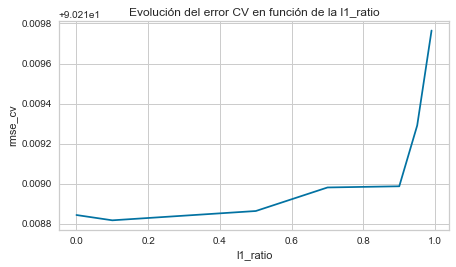 Evolución del error CV en función de la l1_ratio
+9.021e1
0.0098
0.0096
0.0094
0.0092
0.0090
0.0088
rmse_cv
0.0 0.2 0.4 0.6 0.8 1.0
l1_ratio